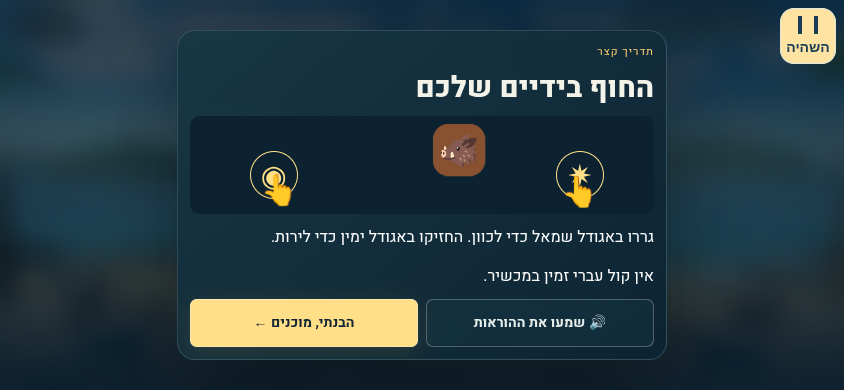 השהיה
תדריך קצר
החוף בידיים שלכם
גררו באגודל שמאל כדי לכוון. החזיקו באגודל ימין כדי לירות.
אין קול עברי זמין במכשיר.
🔊 שמעו את ההוראות
הבנתי, מוכנים ←